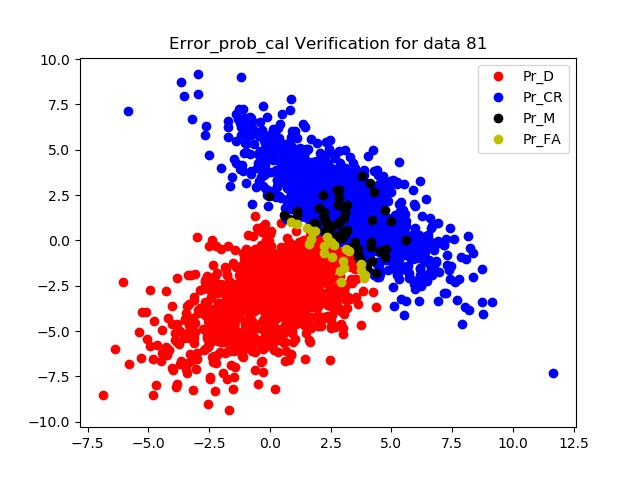 Error_prob_cal Verification for data 81
10.0
7.5
5.0
2.5
0.0
−2.5
−5.0
−7.5
−10.0
−7.5 −5.0 −2.5 0.0 2.5 5.0 7.5 10.0 12.5
Pr_D
Pr_CR
Pr_M
Pr_FA